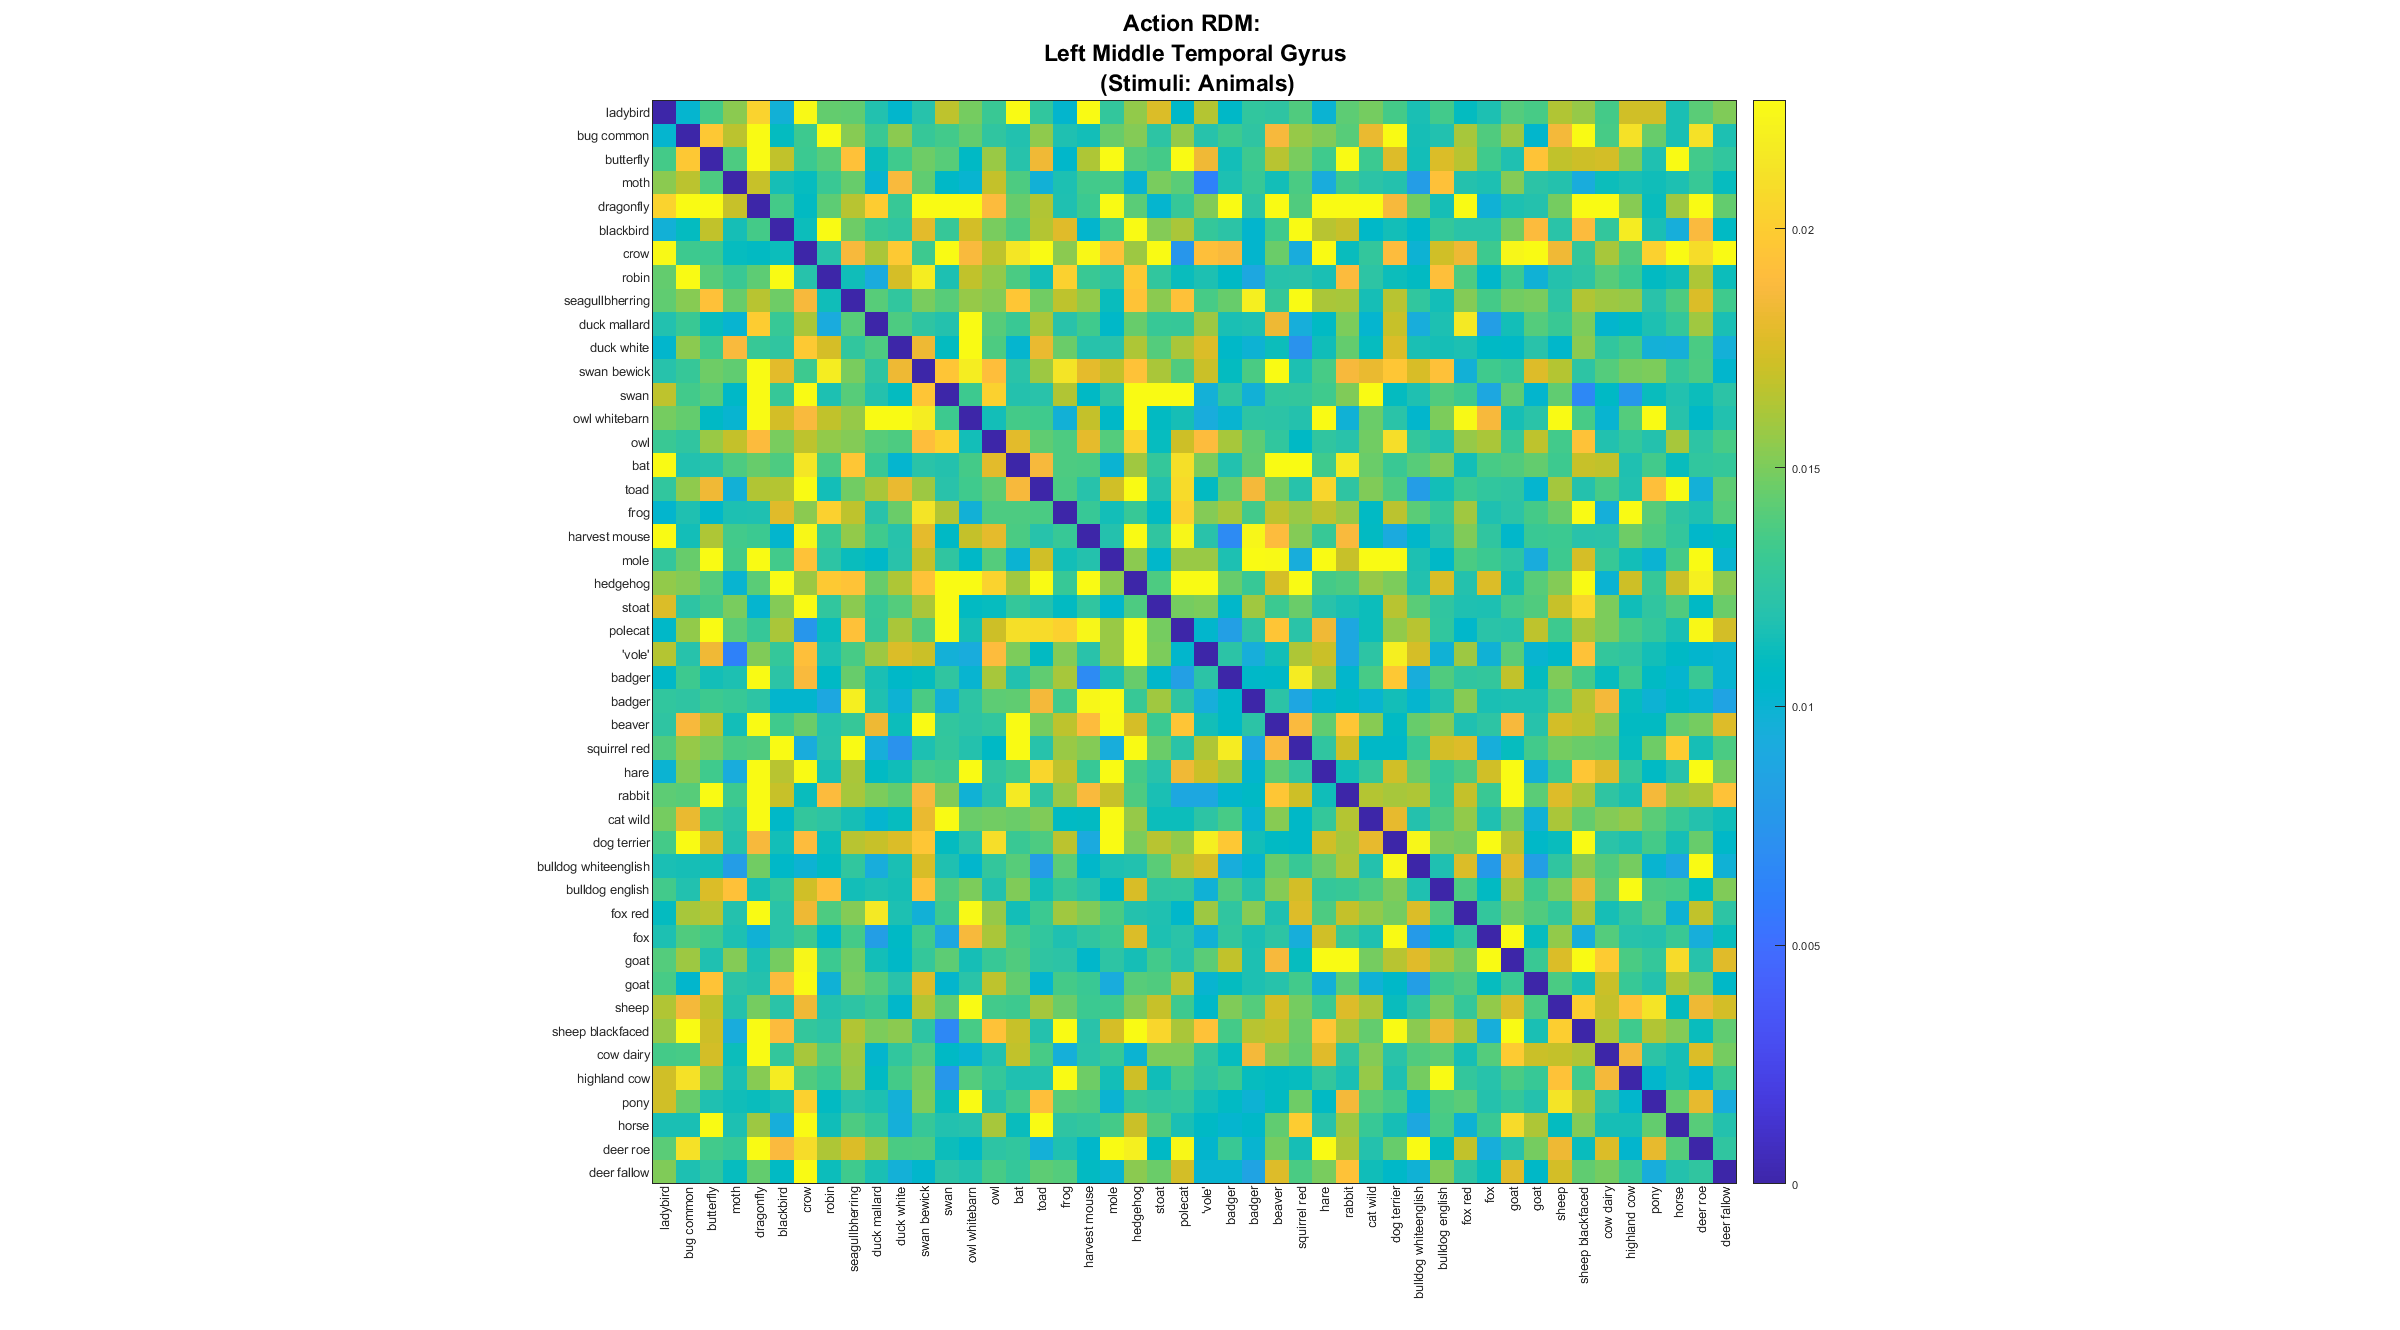 Action RDM:
Left Middle Temporal Gyrus
(Stimuli: Animals)
ladybird
bug common
butterfly
moth
dragonfly
blackbird
crow
robin
seagullbherring
duck mallard
duck white
swan bewick
swan
owl whitebarn
owl
bat
toad
frog
harvest mouse
mole
hedgehog
stoat
polecat
'vole'
badger
badger
beaver
squirrel red
hare
rabbit
cat wild
dog terrier
bulldog whiteenglish
bulldog english
fox red
fox
goat
goat
sheep
sheep blackfaced
cow dairy
highland cow
pony
horse
deer roe
deer fallow
ladybird
bug common
butterfly
moth
dragonfly
blackbird
crow
robin
seagullbherring
duck mallard
duck white
swan bewick
swan
owl whitebarn
owl
bat
toad
frog
harvest mouse
mole
hedgehog
stoat
polecat
'vole'
badger
badger
beaver
squirrel red
hare
rabbit
cat wild
dog terrier
bulldog whiteenglish
bulldog english
fox red
fox
goat
goat
sheep
sheep blackfaced
cow dairy
highland cow
pony
horse
deer roe
deer fallow
0.02
0.015
0.01
0.005
0